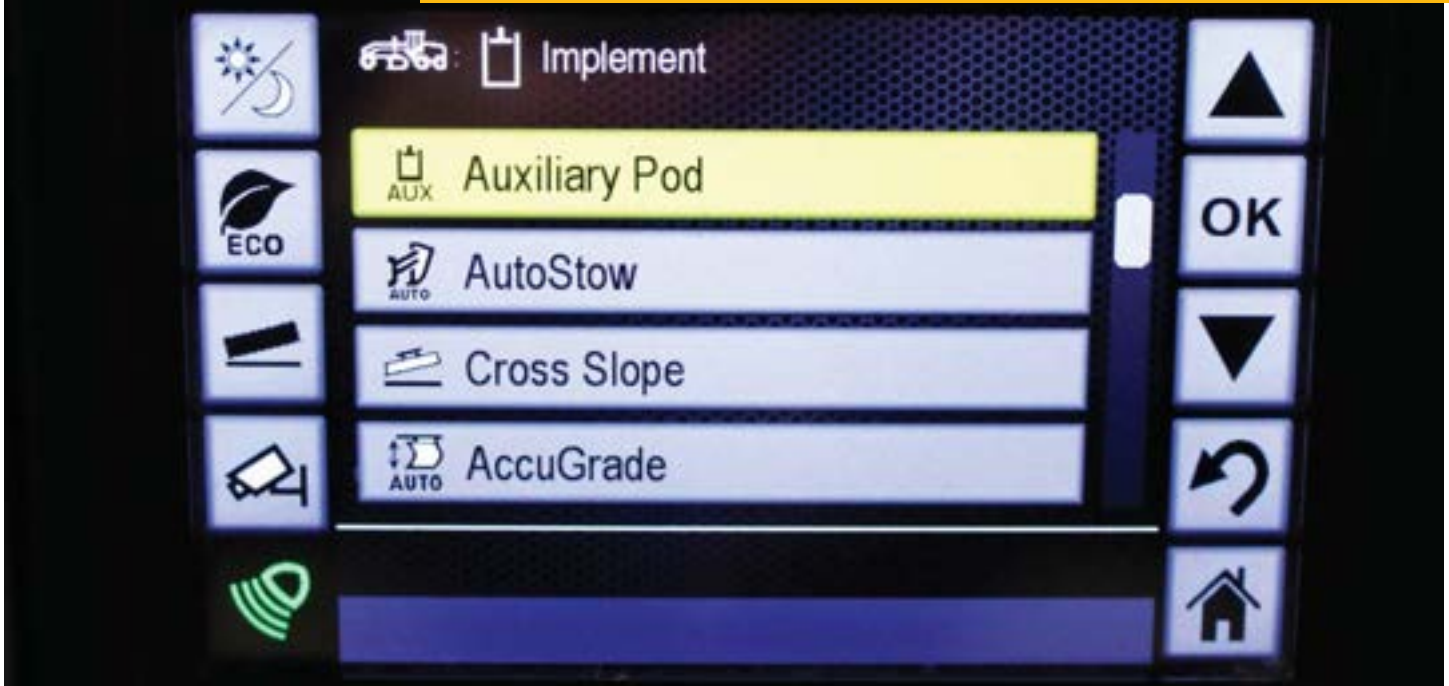 Implement
AUX Auxiliary Pod
ECO
OK
AUTO AutoStow
Cross Slope
AUTO AccuGrade